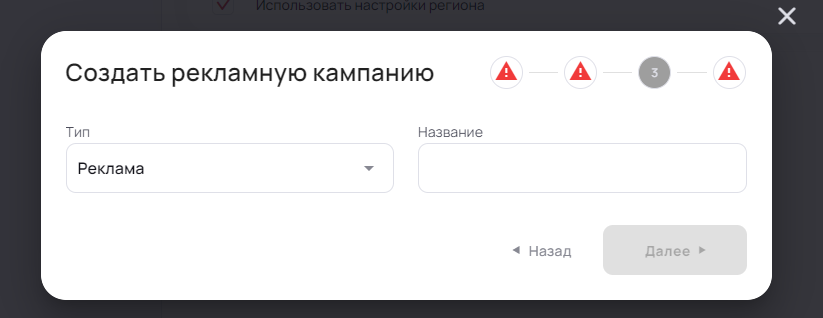 Использовать настройки региона
Создать рекламную кампанию
3
Тип
Название
Реклама
Назад
Далее